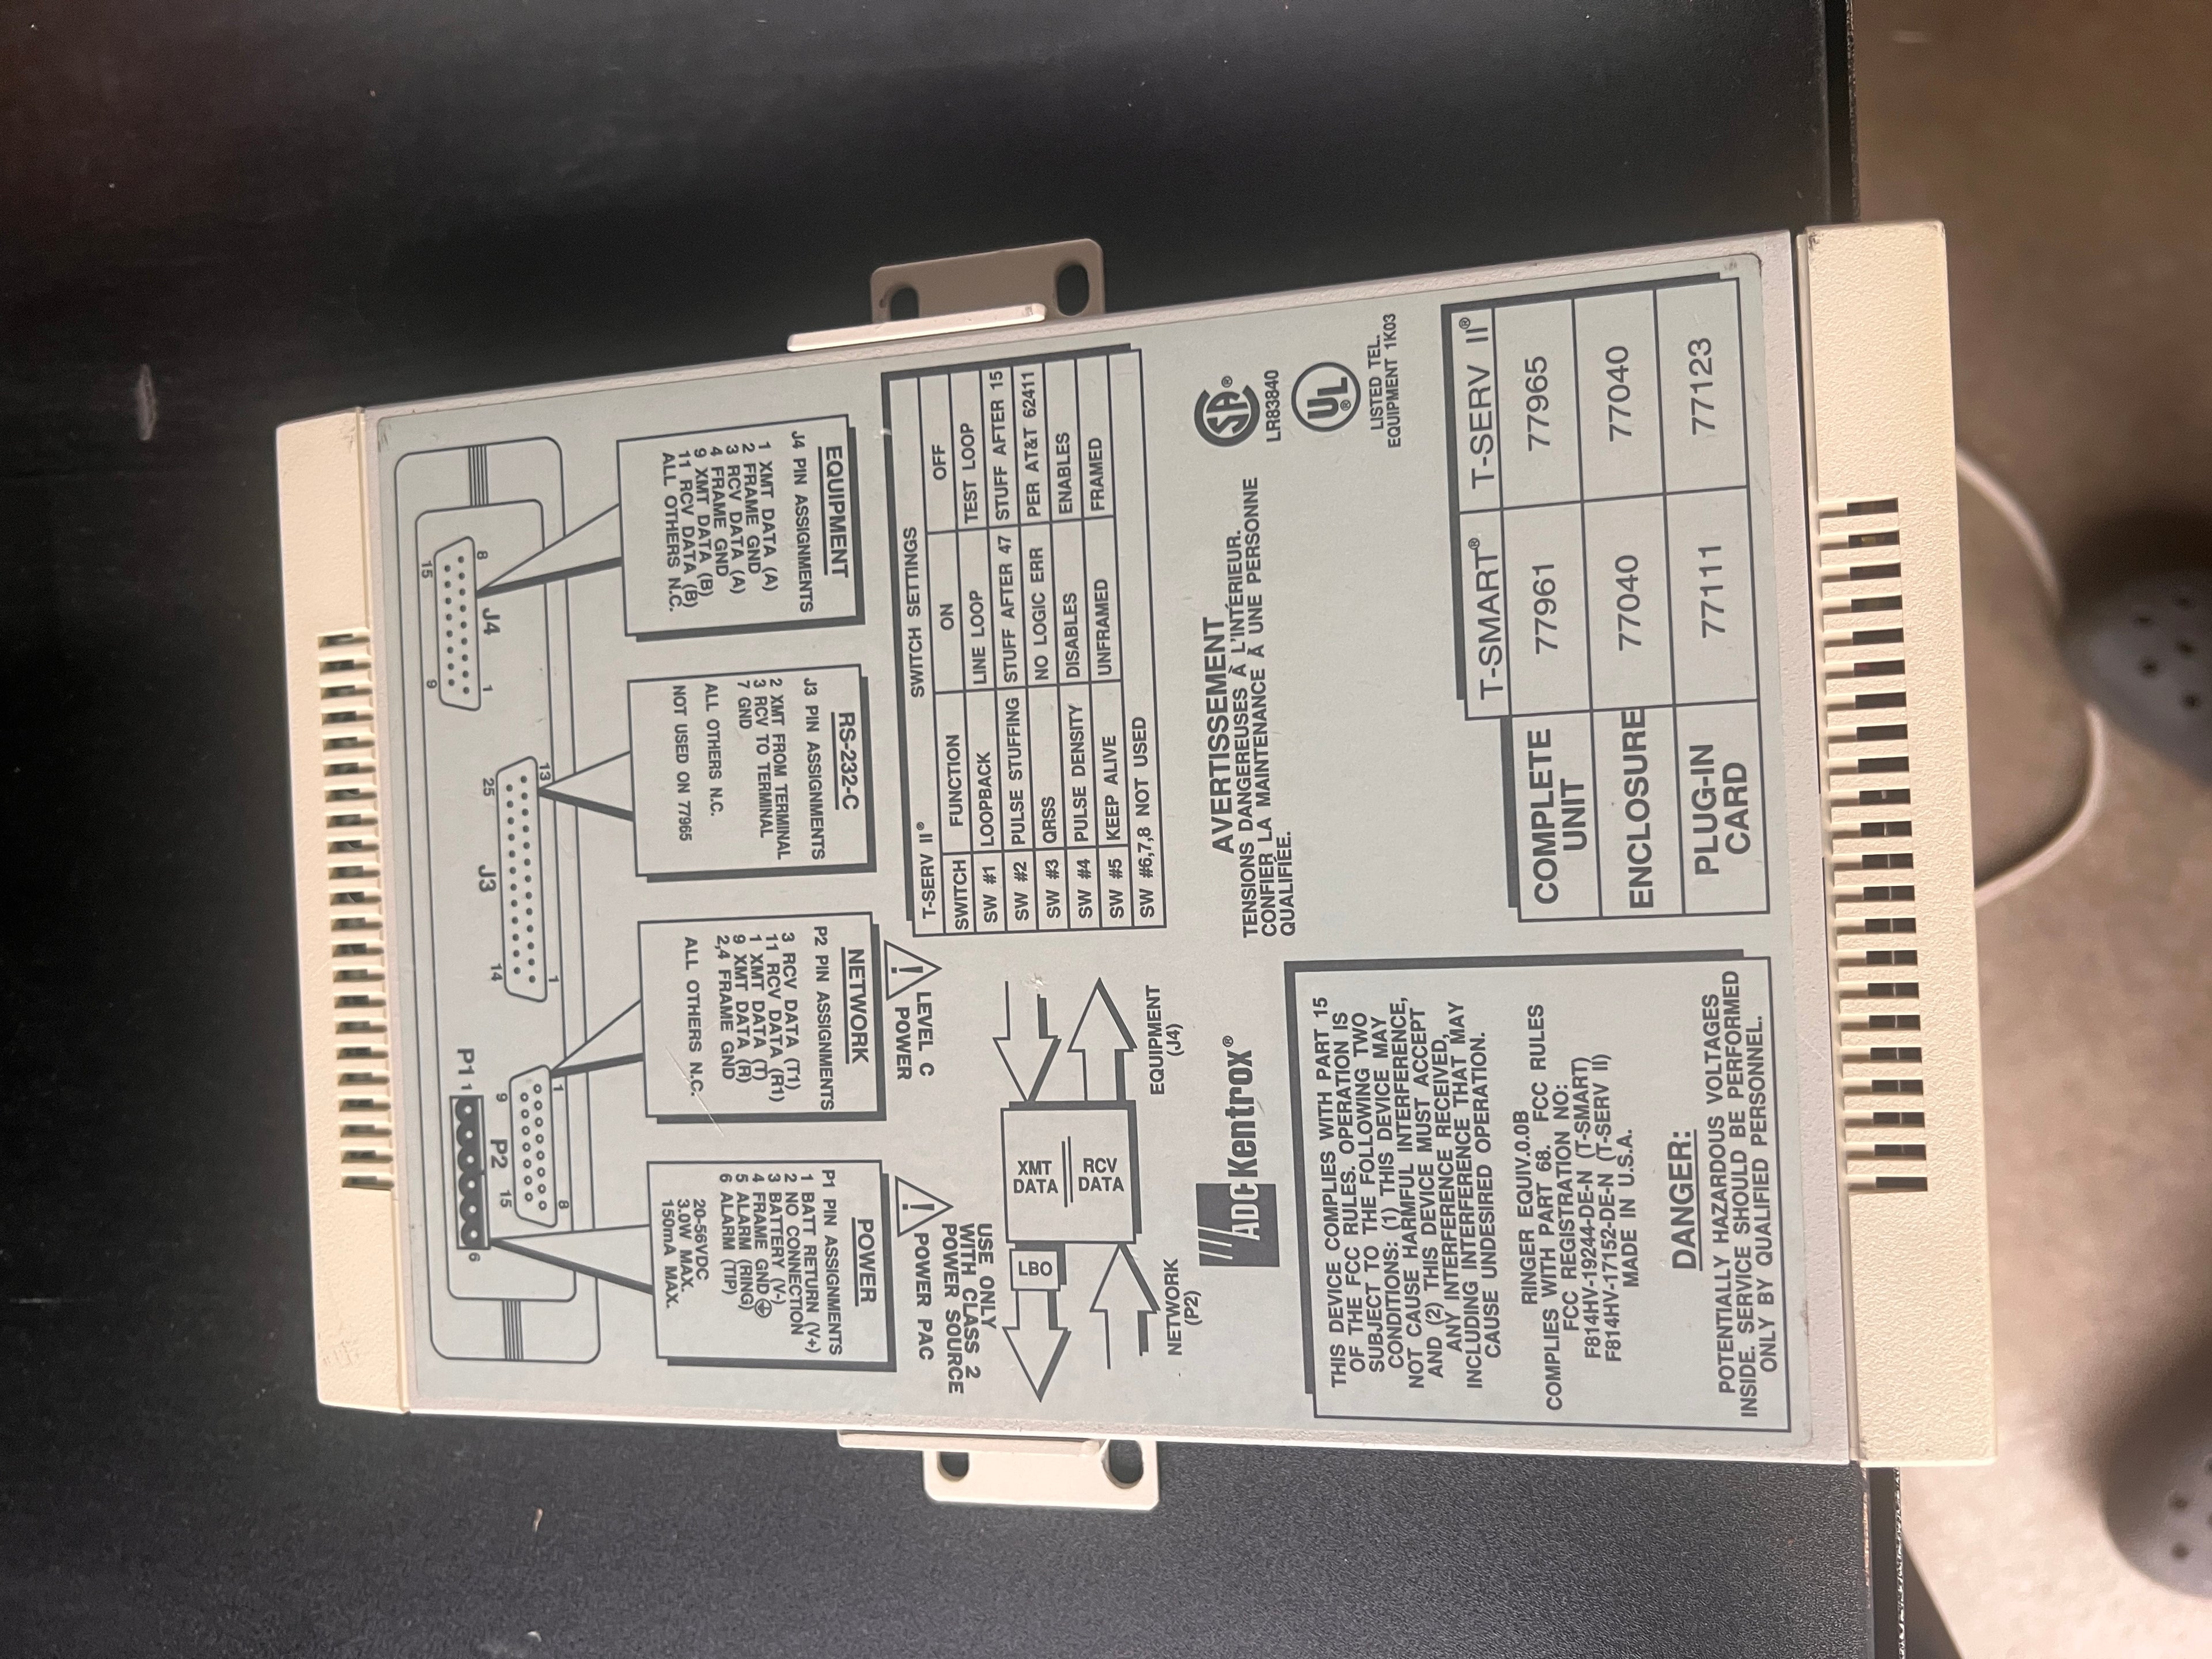 J4
8
15
1
9
J3
13
25
1
14
P2
1
9
8
15
P1
1
6
EQUIPMENT
J4 PIN ASSIGNMENTS
1 XMT DATA (A)
2 FRAME GND
3 RCV DATA (A)
4 FRAME GND
9 XMT DATA (B)
11 RCV DATA (B)
ALL OTHERS N.C.
RS-232-C
J3 PIN ASSIGNMENTS
2 XMT FROM TERMINAL
3 RCV TO TERMINAL
7 GND
ALL OTHERS N.C.
NOT USED ON 77965
NETWORK
P2 PIN ASSIGNMENTS
3 RCV DATA (T1)
11 RCV DATA (R1)
1 XMT DATA (T)
9 XMT DATA (R)
2,4 FRAME GND
ALL OTHERS N.C.
POWER
P1 PIN ASSIGNMENTS
1 BATT RETURN (V+)
2 NO CONNECTION
3 BATTERY (V-)
4 FRAME GND
5 ALARM (RING)
6 ALARM (TIP)
20-56VDC
3.0W MAX.
150mA MAX.
! LEVEL C
POWER
! POWER PAC
USE ONLY
WITH CLASS 2
POWER SOURCE
T-SERV II® SWITCH SETTINGS
SWITCH FUNCTION ON OFF
SW #1 LOOPBACK LINE LOOP TEST LOOP
SW #2 PULSE STUFFING STUFF AFTER 47 STUFF AFTER 15
SW #3 QRSS NO LOGIC ERR PER AT&T 62411
SW #4 PULSE DENSITY DISABLES ENABLES
SW #5 KEEP ALIVE UNFRAMED FRAMED
SW #6,7,8 NOT USED
LBO
XMT
DATA
RCV
DATA
NETWORK
(P2)
EQUIPMENT
(J4)
ADC Kentrox®
AVERTISSEMENT
TENSIONS DANGEREUSES À L'INTÉRIEUR.
CONFIER LA MAINTENANCE À UNE PERSONNE
QUALIFIÉE.
SA®
LR83840
UL®
LISTED TEL.
EQUIPMENT 1K03
THIS DEVICE COMPLIES WITH PART 15
OF THE FCC RULES. OPERATION IS
SUBJECT TO THE FOLLOWING TWO
CONDITIONS: (1) THIS DEVICE MAY
NOT CAUSE HARMFUL INTERFERENCE,
AND (2) THIS DEVICE MUST ACCEPT
ANY INTERFERENCE RECEIVED,
INCLUDING INTERFERENCE THAT MAY
CAUSE UNDESIRED OPERATION.
RINGER EQUIV.0.0B
COMPLIES WITH PART 68. FCC RULES
FCC REGISTRATION NO:
F814HV-19244-DE-N (T-SMART)
F814HV-17152-DE-N (T-SERV II)
MADE IN U.S.A.
DANGER:
POTENTIALLY HAZARDOUS VOLTAGES
INSIDE. SERVICE SHOULD BE PERFORMED
ONLY BY QUALIFIED PERSONNEL.
T-SMART® T-SERV II®
COMPLETE
UNIT 77961 77965
ENCLOSURE 77040 77040
PLUG-IN
CARD 77111 77123